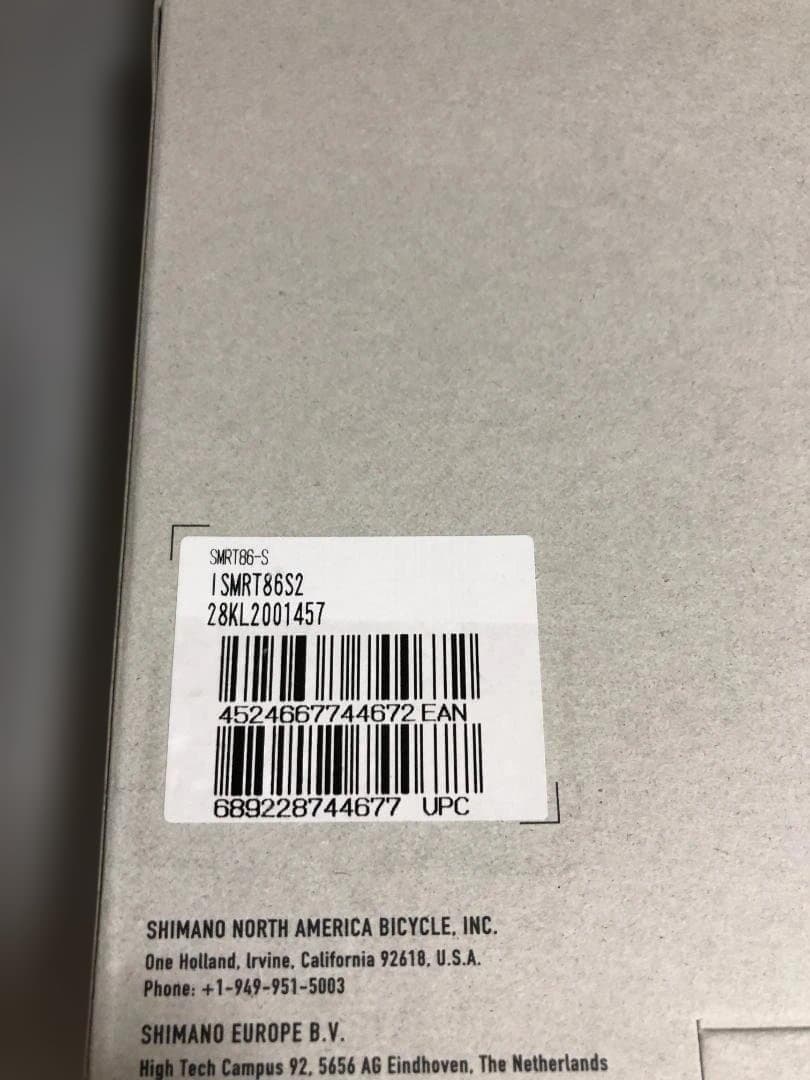 SMRT86-S
ISMRT86S2
28KL2001457
4524667744672 EAN
689228744677 UPC
SHIMANO NORTH AMERICA BICYCLE, INC.
One Holland, Irvine, California 92618, U.S.A.
Phone: +1-949-951-5003
SHIMANO EUROPE B.V.
High Tech Campus 92, 5656 AG Eindhoven, The Netherlands